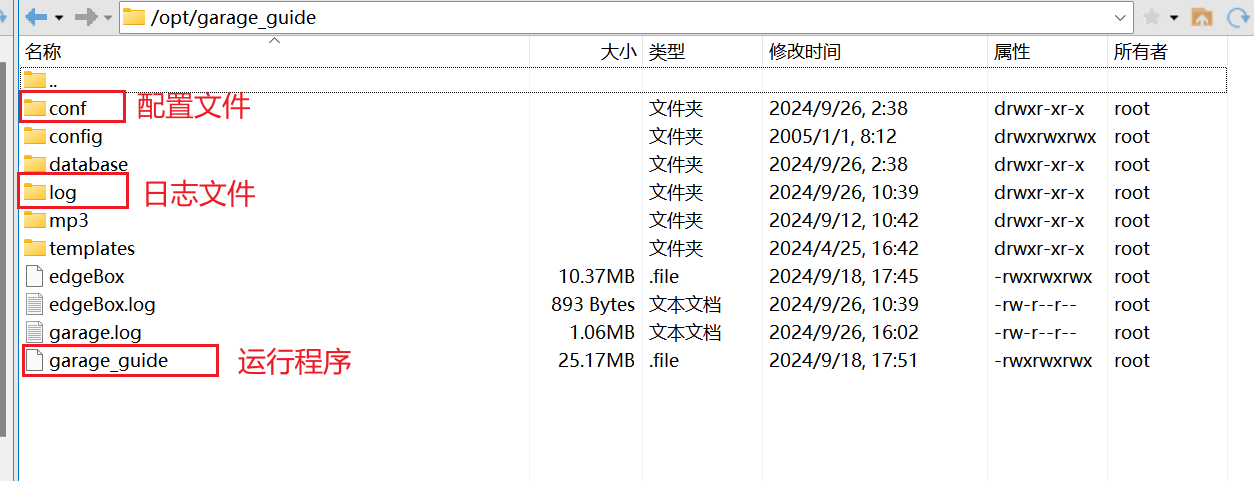 /opt/garage_guide
名称 大小 类型 修改时间 属性 所有者
..
conf 配置文件 文件夹 2024/9/26, 2:38 drwxr-xr-x root
config 文件夹 2005/1/1, 8:12 drwxrwxrwx root
database 文件夹 2024/9/26, 2:38 drwxr-xr-x root
log 日志文件 文件夹 2024/9/26, 10:39 drwxr-xr-x root
mp3 文件夹 2024/9/12, 10:42 drwxr-xr-x root
templates 文件夹 2024/4/25, 16:42 drwxr-xr-x root
edgeBox 10.37MB .file 2024/9/18, 17:45 -rwxrwxrwx root
edgeBox.log 893 Bytes 文本文档 2024/9/26, 10:39 -rw-r--r-- root
garage.log 1.06MB 文本文档 2024/9/26, 16:02 -rw-r--r-- root
garage_guide 运行程序 25.17MB .file 2024/9/18, 17:51 -rwxrwxrwx root